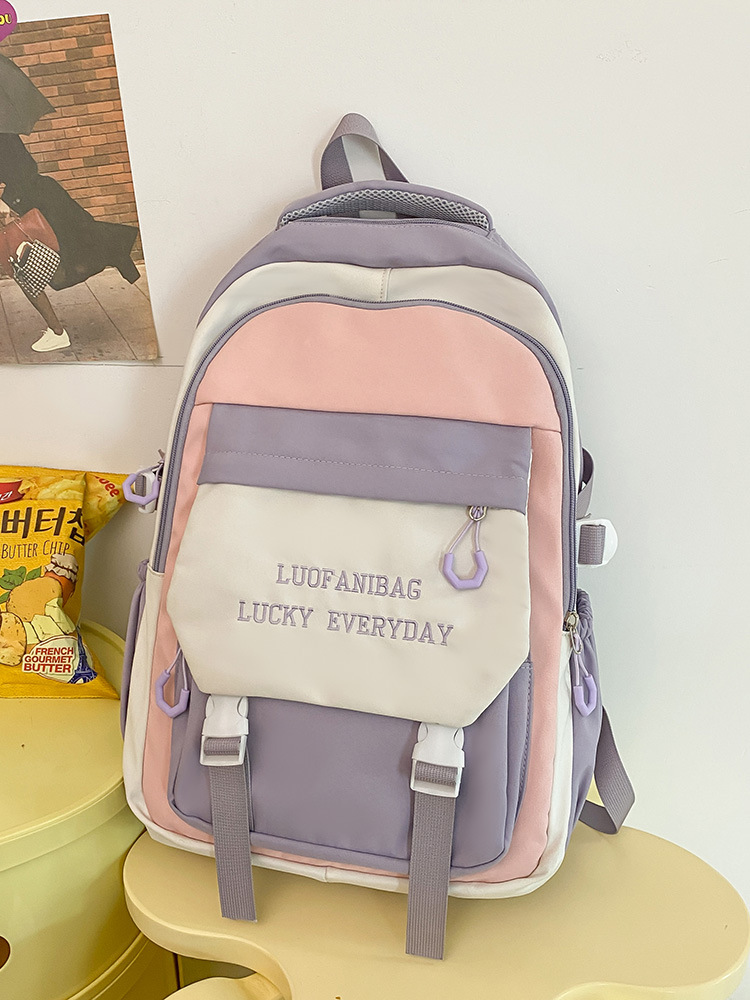 버터칩
BUTTER CHIP
FRENCH
GOURMET
BUTTER
LUOFANIBAG
LUCKY EVERYDAY